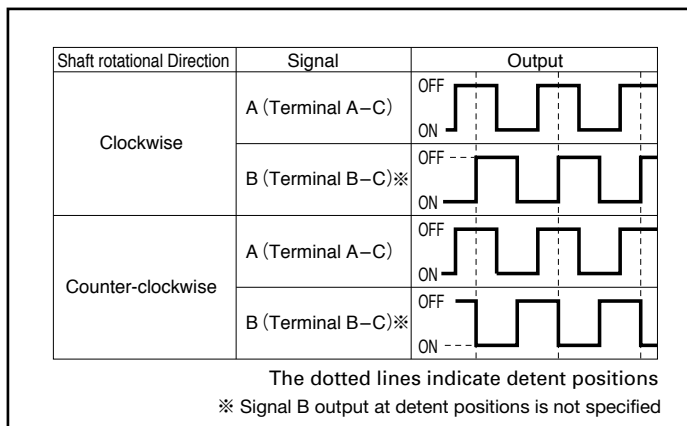 Shaft rotational Direction Signal Output
Clockwise
A (Terminal A−C)
OFF
ON
B (Terminal B−C)※
OFF
ON
Counter-clockwise
A (Terminal A−C)
OFF
ON
B (Terminal B−C)※
OFF
ON
The dotted lines indicate detent positions
※ Signal B output at detent positions is not specified